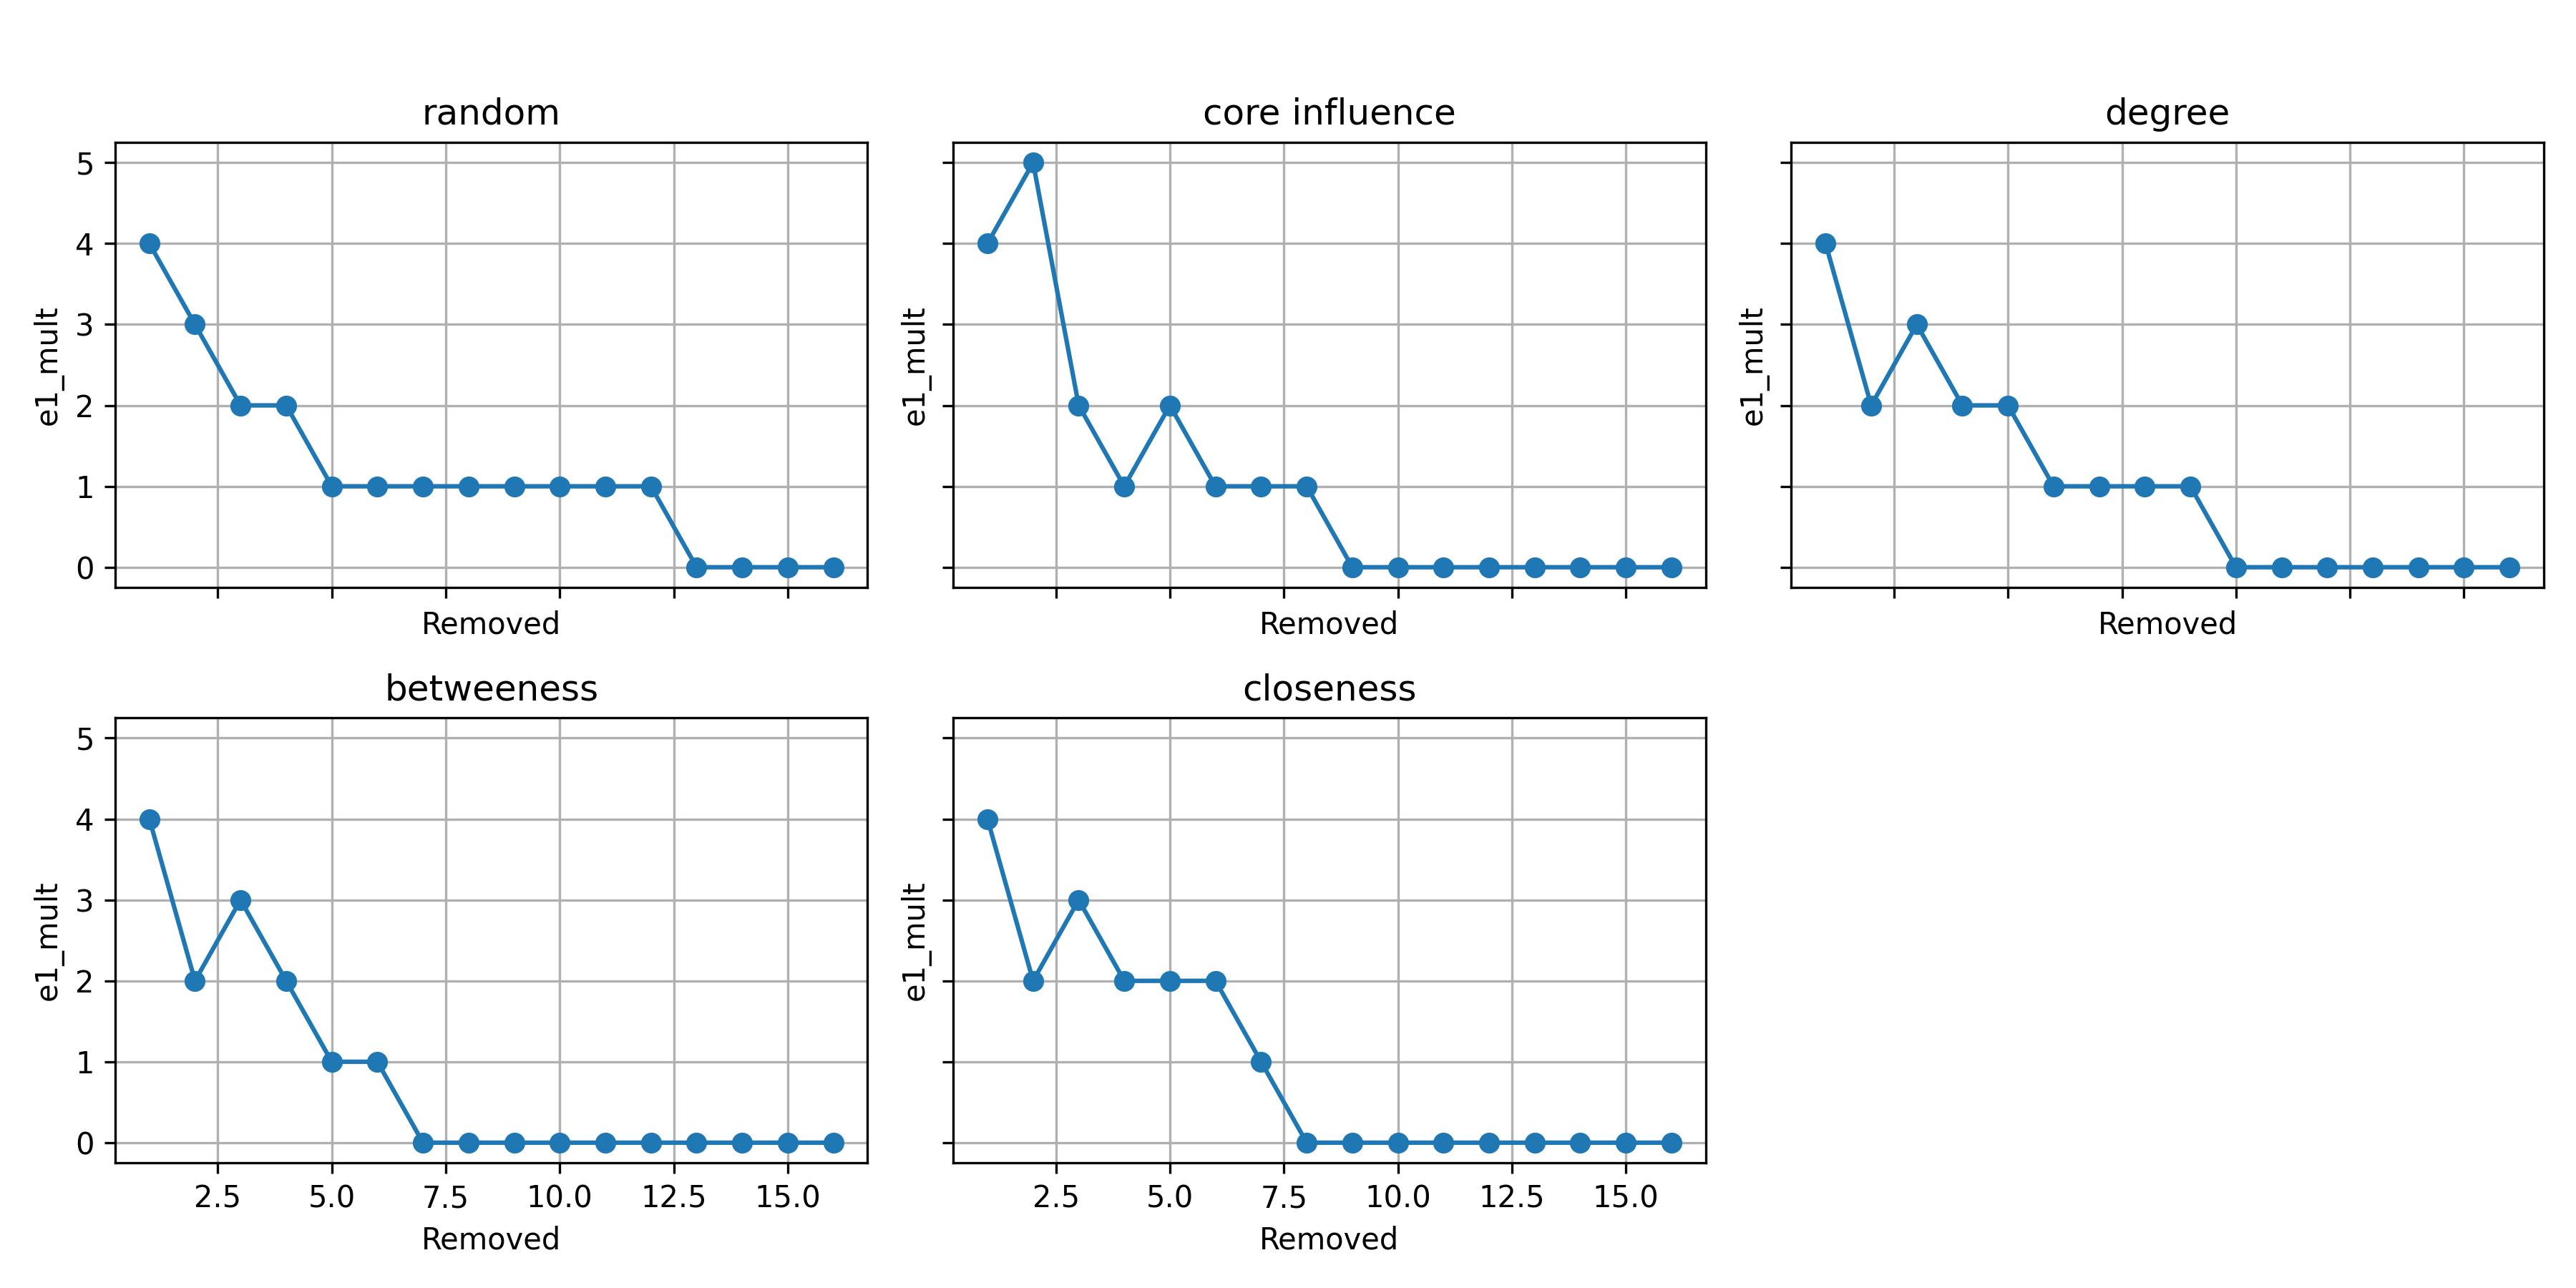 random
core influence
degree
5
4
3
2
1
0
e1_mult
e1_mult
e1_mult
Removed
Removed
Removed
betweeness
closeness
5
4
3
2
1
0
e1_mult
e1_mult
2.5 5.0 7.5 10.0 12.5 15.0
2.5 5.0 7.5 10.0 12.5 15.0
Removed
Removed